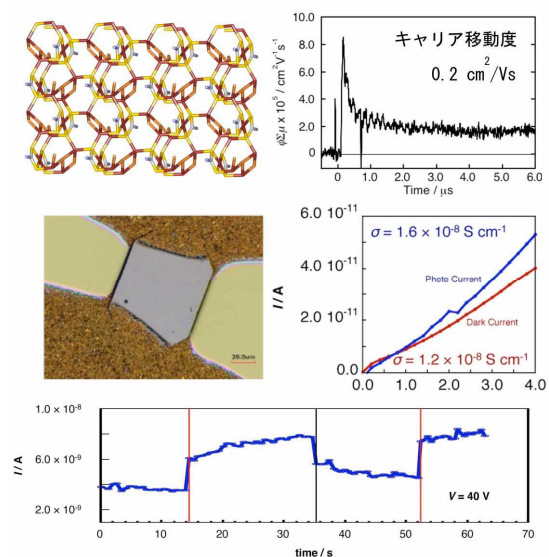 キャリア移動度
0.2 cm²/Vs
φΣμ × 10⁵ / cm²V⁻¹s⁻¹
10.0
8.0
6.0
4.0
2.0
0.0
0
1.0
2.0
3.0
4.0
5.0
6.0
Time / μs
20.0um
I / A
6.0 10⁻¹¹
4.0 10⁻¹¹
2.0 10⁻¹¹
0.0
σ = 1.6 × 10⁻⁸ S cm⁻¹
Photo Current
Dark Current
σ = 1.2 × 10⁻⁸ S cm⁻¹
0.0
1.0
2.0
3.0
4.0
I / A
1.0 × 10⁻⁸
6.0 × 10⁻⁹
2.0 × 10⁻⁹
V = 40 V
0
10
20
30
40
50
60
70
time / s